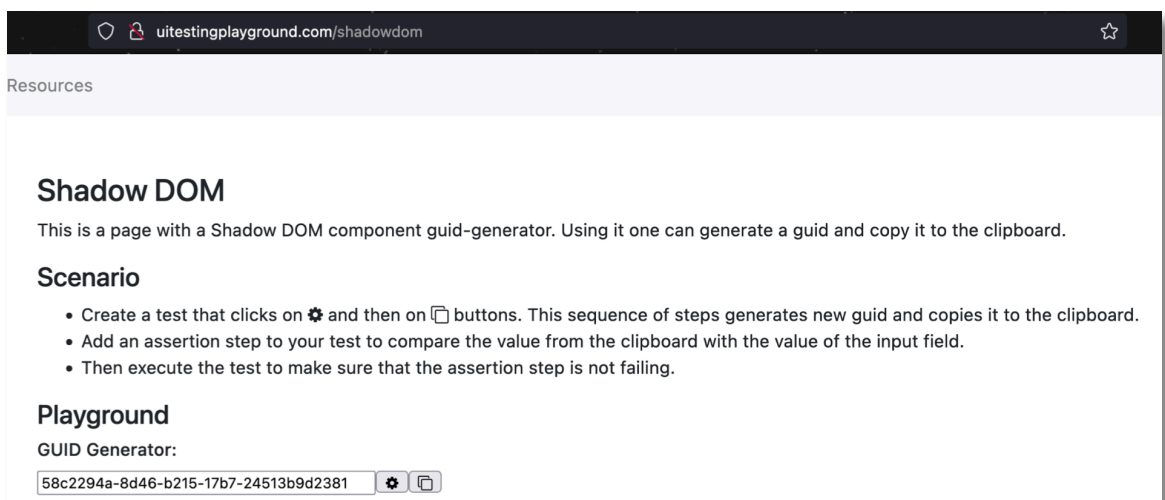 uitestingplayground.com/shadowdom
Resources
Shadow DOM
This is a page with a Shadow DOM component guid-generator. Using it one can generate a guid and copy it to the clipboard.
Scenario
• Create a test that clicks on and then on buttons. This sequence of steps generates new guid and copies it to the clipboard.
• Add an assertion step to your test to compare the value from the clipboard with the value of the input field.
• Then execute the test to make sure that the assertion step is not failing.
Playground
GUID Generator:
58c2294a-8d46-b215-17b7-24513b9d2381